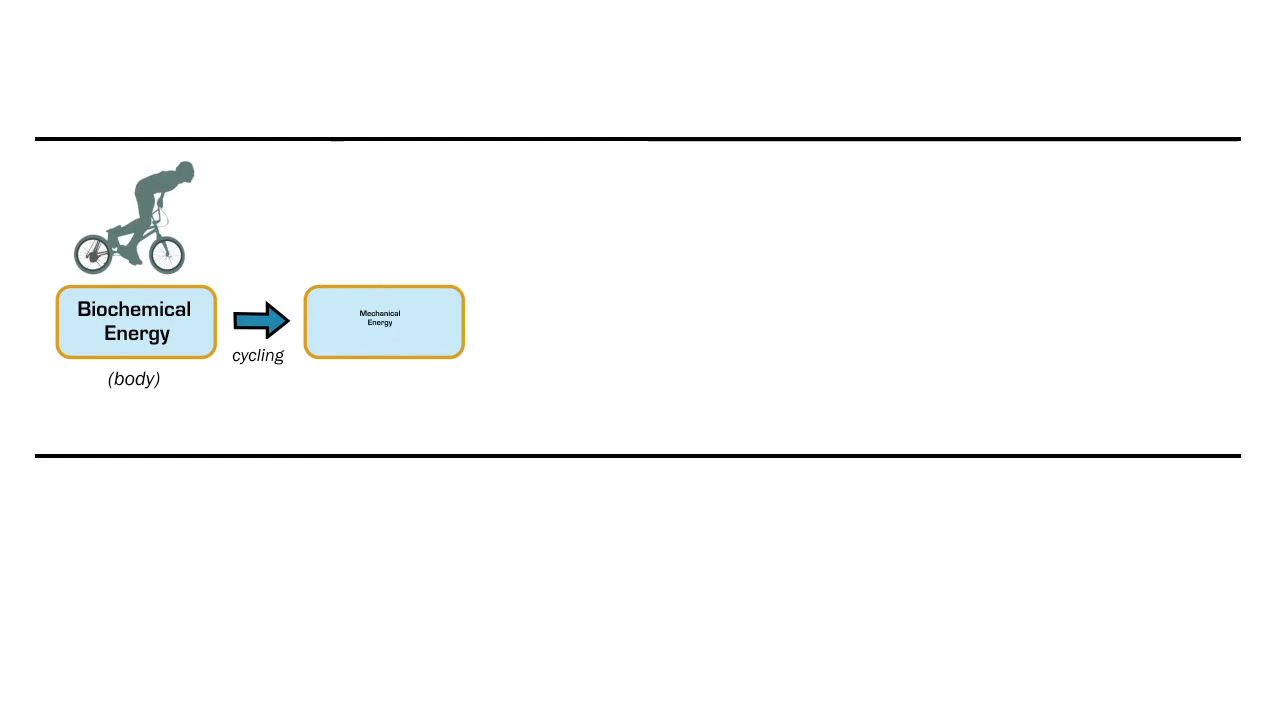 Biochemical
Energy
(body)
cycling
Mechanical
Energy